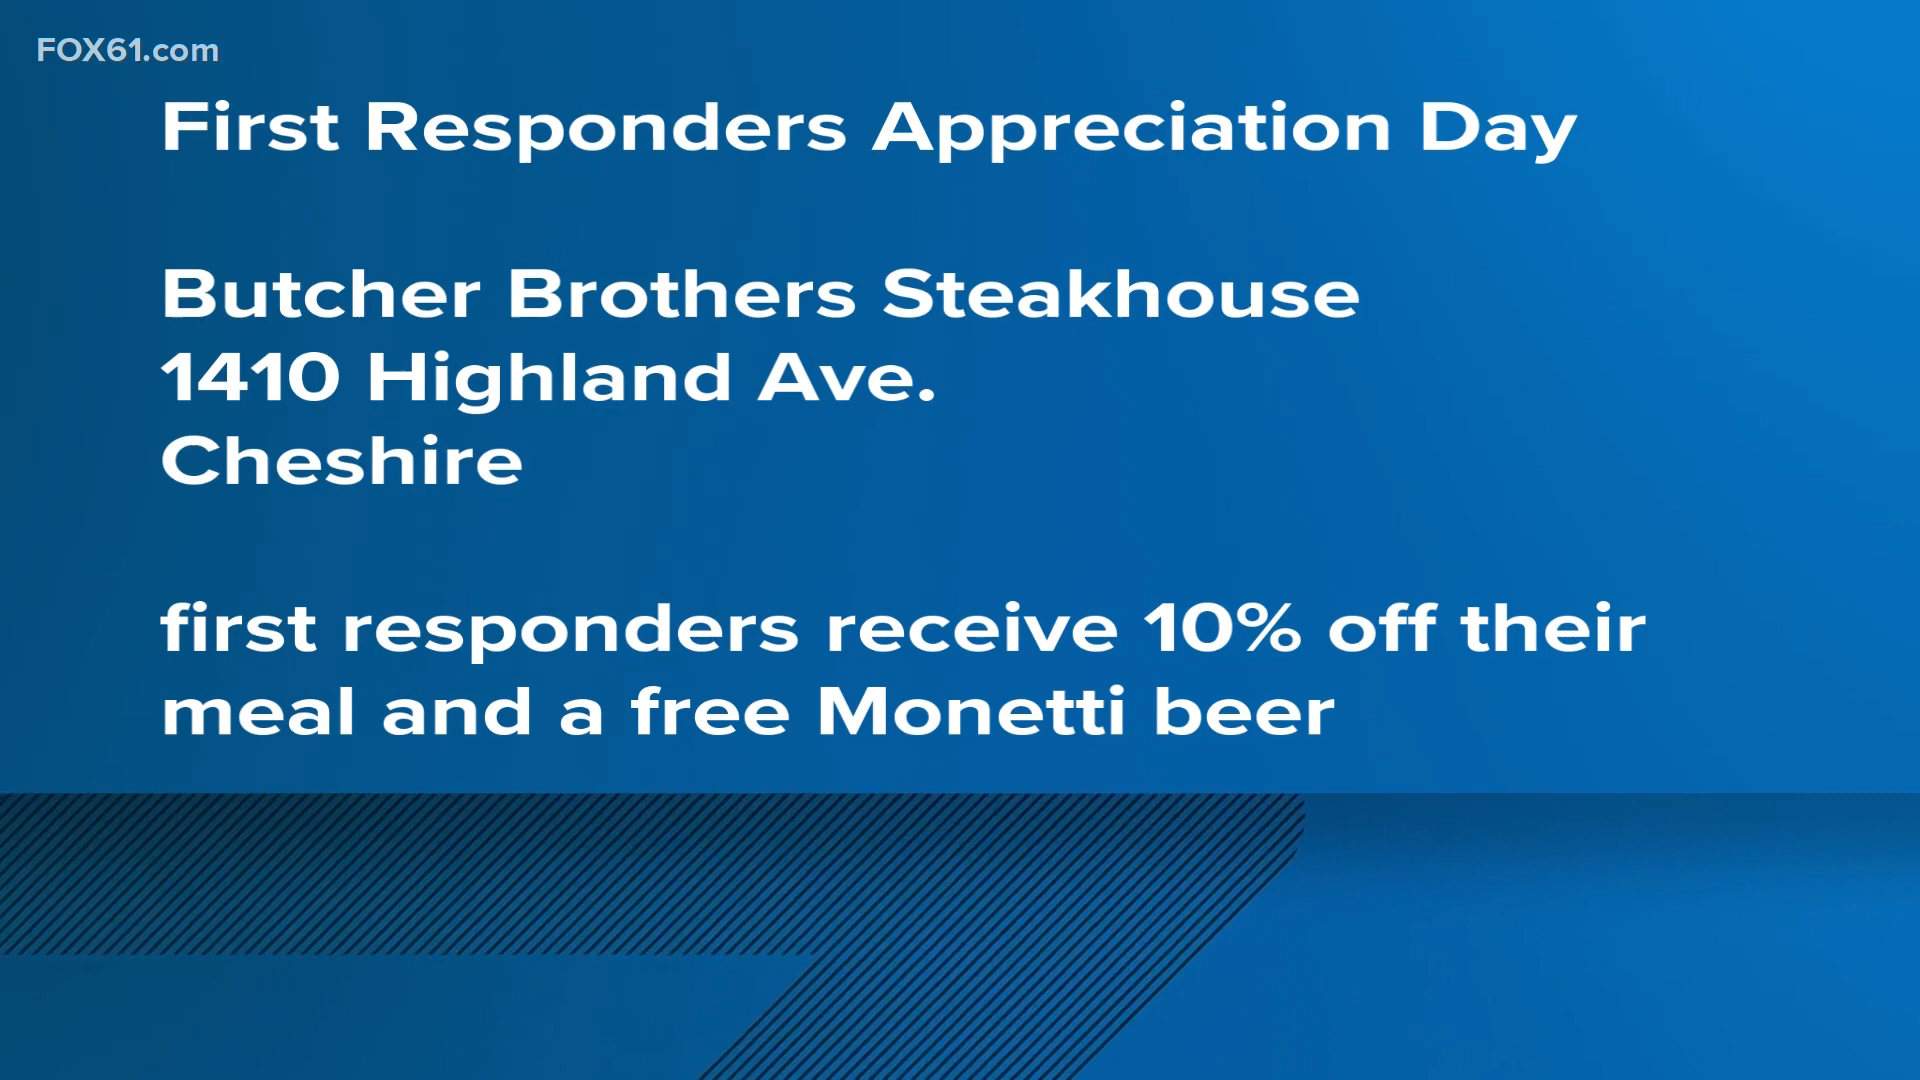 FOX61.com
First Responders Appreciation Day
Butcher Brothers Steakhouse
1410 Highland Ave.
Cheshire
first responders receive 10% off their
meal and a free Monetti beer